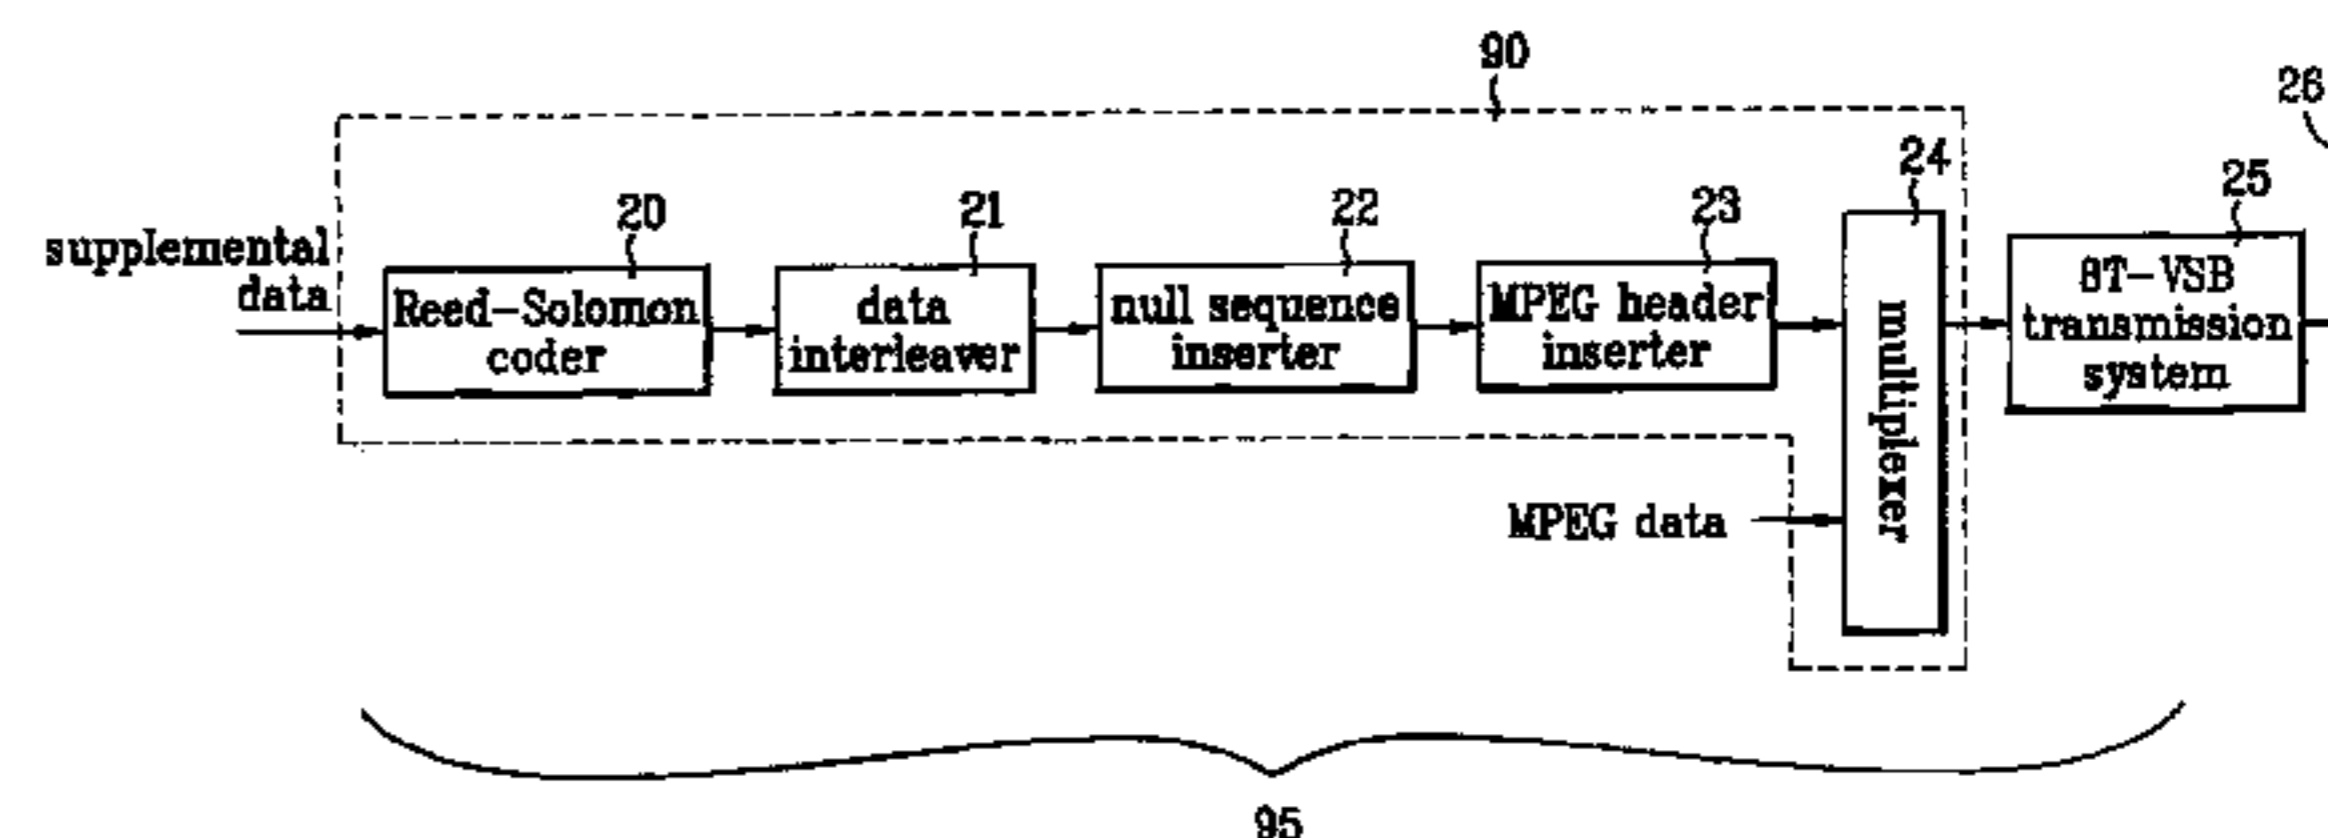 90
26
24
25
20
21
22
23
supplemental
data
Reed-Solomon
coder
data
interleaver
null sequence
inserter
MPEG header
inserter
multiplexer
8T-VSB
transmission
system
MPEG data
95